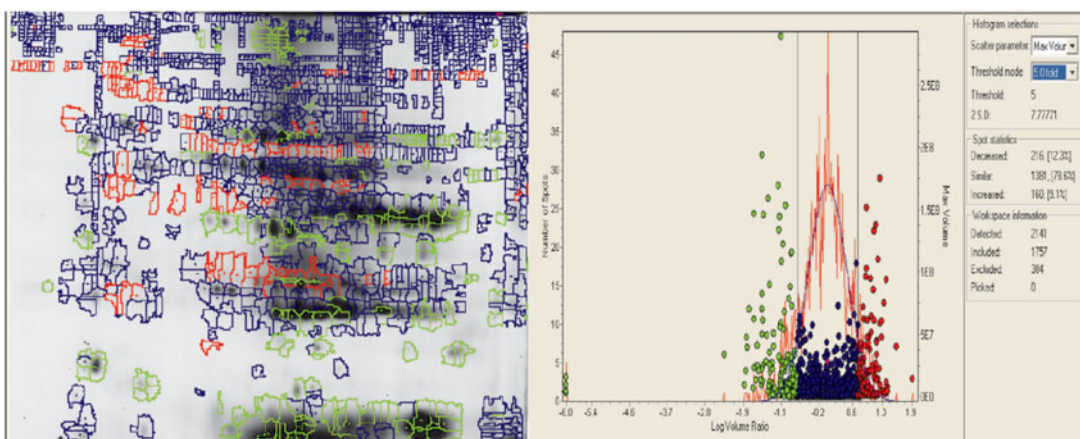 45
40
35
30
25
20
15
10
5
0
Number of Spots
2.5E8
2E8
1.5E8
1E8
5E7
0E0
Max Volume
-6.0 -5.4 -4.6 -3.7 -2.8 -1.9 -1.1 -0.2 0.6 1.3 1.9
Log Volume Ratio
Histogram selections
Scatter parameter: Max Volur
Threshold mode: 5.0 fold
Threshold: 5
2 S.D: 7.77771
Spot statistics
Decreased: 216, [12.3%]
Similar: 1381, [78.6%]
Increased: 160, [9.1%]
Workspace information
Detected: 2141
Included: 1757
Excluded: 384
Picked: 0